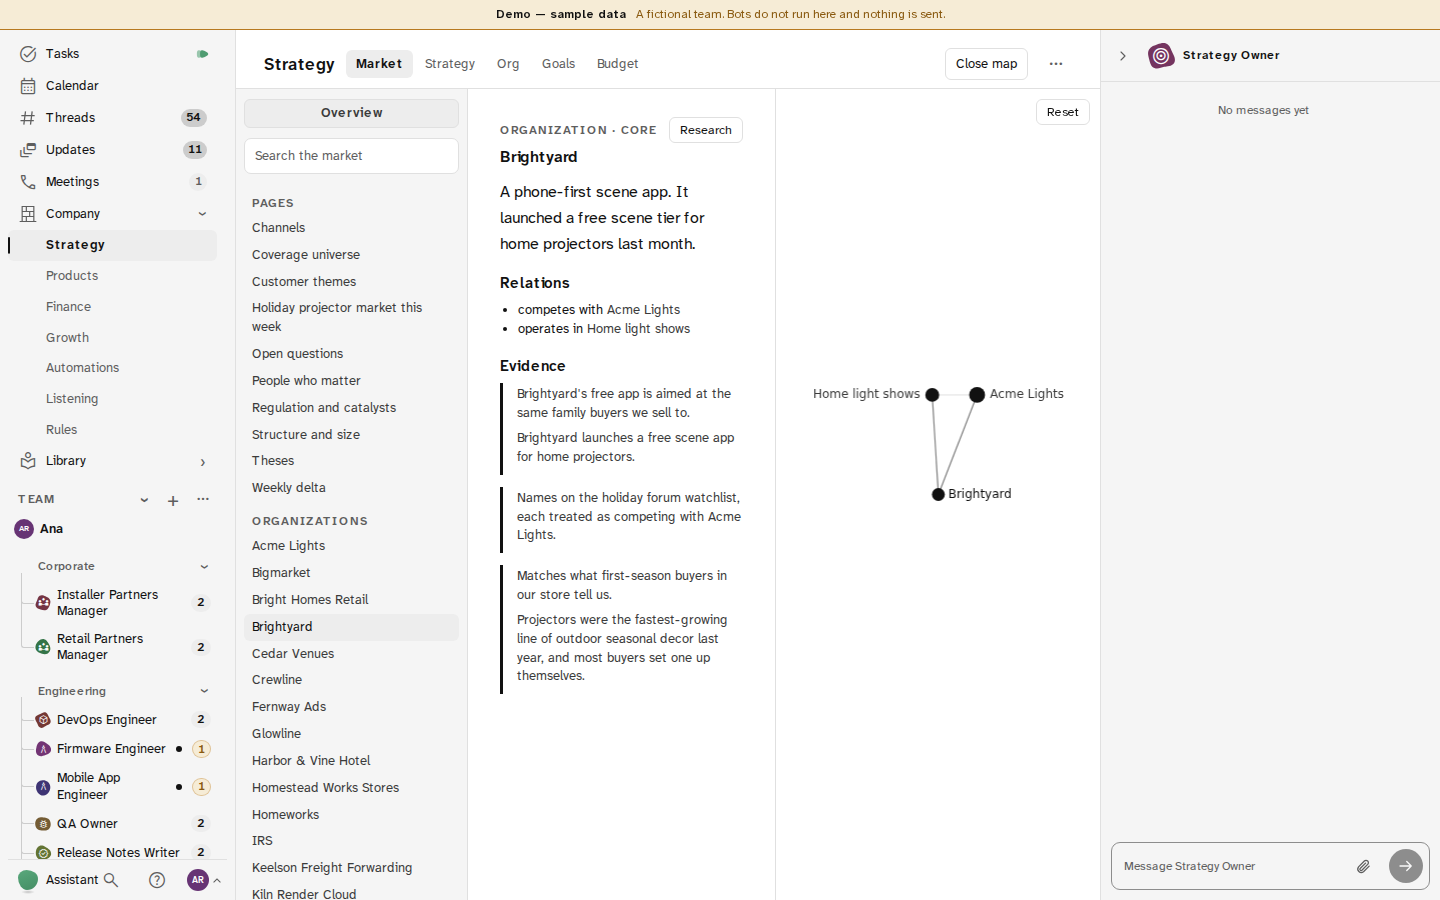 Demo — sample data A fictional team. Bots do not run here and nothing is sent.
Tasks
Calendar
Threads 54
Updates 11
Meetings 1
Company
Strategy
Products
Finance
Growth
Automations
Listening
Rules
Library
TEAM
AR Ana
Corporate
Installer Partners
Manager 2
Retail Partners
Manager 2
Engineering
DevOps Engineer 2
Firmware Engineer 1
Mobile App
Engineer 1
QA Owner 2
Release Notes Writer 2
Assistant
AR
Strategy Market Strategy Org Goals Budget Close map
Overview
Search the market
PAGES
Channels
Coverage universe
Customer themes
Holiday projector market this
week
Open questions
People who matter
Regulation and catalysts
Structure and size
Theses
Weekly delta
ORGANIZATIONS
Acme Lights
Bigmarket
Bright Homes Retail
Brightyard
Cedar Venues
Crewline
Fernway Ads
Glowline
Harbor & Vine Hotel
Homestead Works Stores
Homeworks
IRS
Keelson Freight Forwarding
Kiln Render Cloud
ORGANIZATION · CORE Research
Brightyard
A phone-first scene app. It
launched a free scene tier for
home projectors last month.
Relations
• competes with Acme Lights
• operates in Home light shows
Evidence
Brightyard's free app is aimed at the
same family buyers we sell to.
Brightyard launches a free scene app
for home projectors.
Names on the holiday forum watchlist,
each treated as competing with Acme
Lights.
Matches what first-season buyers in
our store tell us.
Projectors were the fastest-growing
line of outdoor seasonal decor last
year, and most buyers set one up
themselves.
Reset
Home light shows Acme Lights
Brightyard
Strategy Owner
No messages yet
Message Strategy Owner